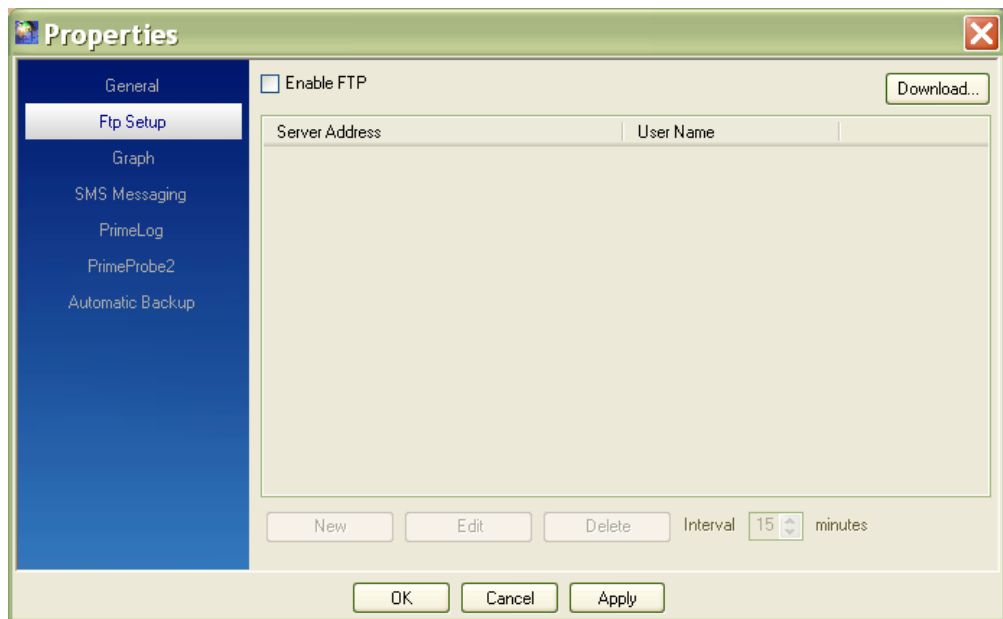 Properties
General
Ftp Setup
Graph
SMS Messaging
PrimeLog
PrimeProbe2
Automatic Backup
Enable FTP
Download...
Server Address User Name
New Edit Delete Interval 15 minutes
OK Cancel Apply